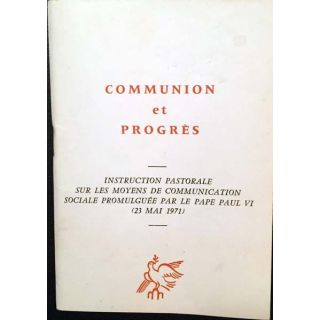 COMMUNION
et
PROGRÈS
INSTRUCTION PASTORALE
SUR LES MOYENS DE COMMUNICATION
SOCIALE PROMULGUÉE PAR LE PAPE PAUL VI
(23 MAI 1971)